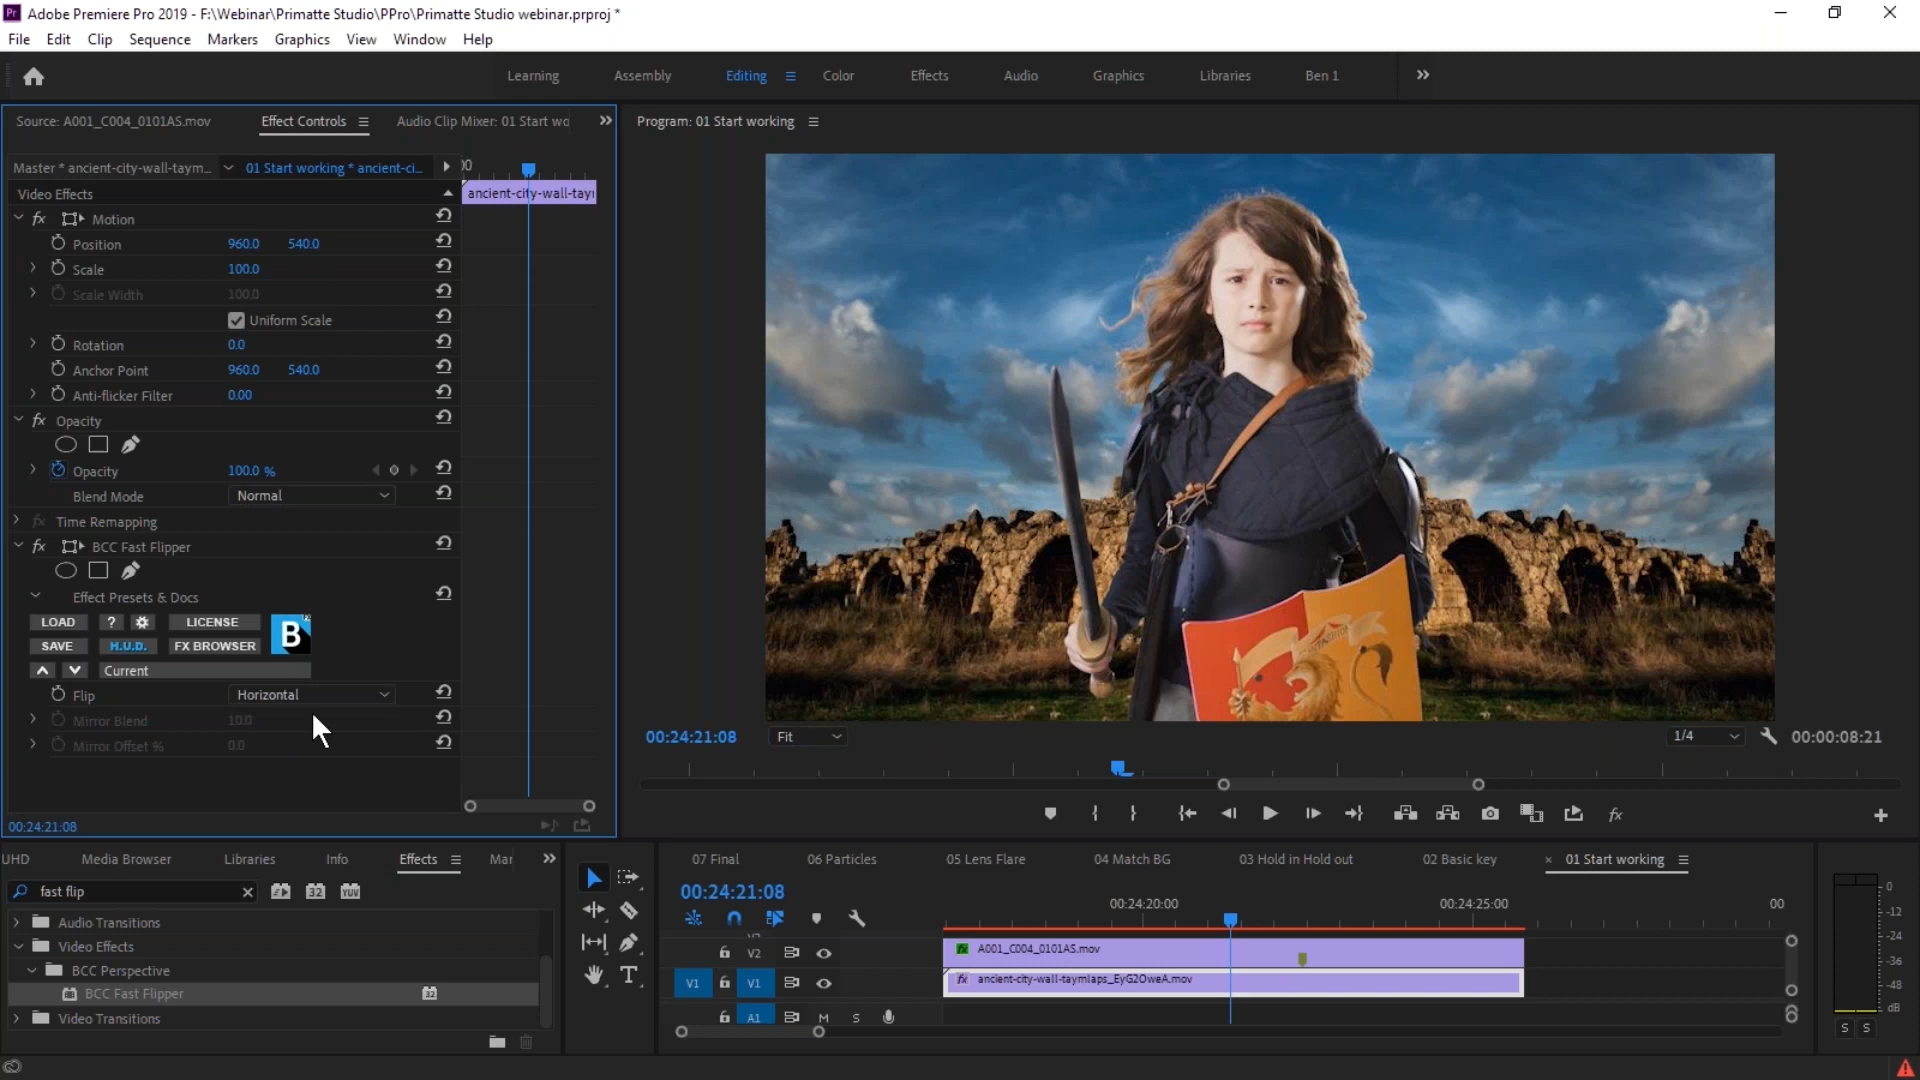 Adobe Premiere Pro 2019 - F:\Webinar\Primatte Studio\PPro\Primatte Studio webinar.prproj *
File Edit Clip Sequence Markers Graphics View Window Help
Learning Assembly Editing Color Effects Audio Graphics Libraries Ben 1
Source: A001_C004_0101AS.mov Effect Controls Audio Clip Mixer: 01 Start wo
Program: 01 Start working
Master * ancient-city-wall-taym... 01 Start working * ancient-ci...
Video Effects
ancient-city-wall-tay
fx Motion
Position 960.0 540.0
Scale 100.0
Scale Width 100.0
Uniform Scale
Rotation 0.0
Anchor Point 960.0 540.0
Anti-flicker Filter 0.00
fx Opacity
Opacity 100.0 %
Blend Mode Normal
fx Time Remapping
fx BCC Fast Flipper
Effect Presets & Docs
LOAD ? LICENSE
SAVE H.U.D. FX BROWSER
B
Current
Flip Horizontal
Mirror Blend 10.0
Mirror Offset % 0.0
00:24:21:08
00:24:21:08 Fit 1/4 00:00:08:21
fx
UHD Media Browser Libraries Info Effects Mar
fast flip
32 YUV
Audio Transitions
Video Effects
BCC Perspective
BCC Fast Flipper 32
Video Transitions
T
07 Final 06 Particles 05 Lens Flare 04 Match BG 03 Hold in Hold out 02 Basic key 01 Start working
00:24:21:08
00:24:20:00 00:24:25:00 00
V2 fx A001_C004_0101AS.mov
V1 V1 fx ancient-city-wall-taymlaps_EyG2OweA.mov
A1 M S
0
-12
-24
-36
-48
dB
S S